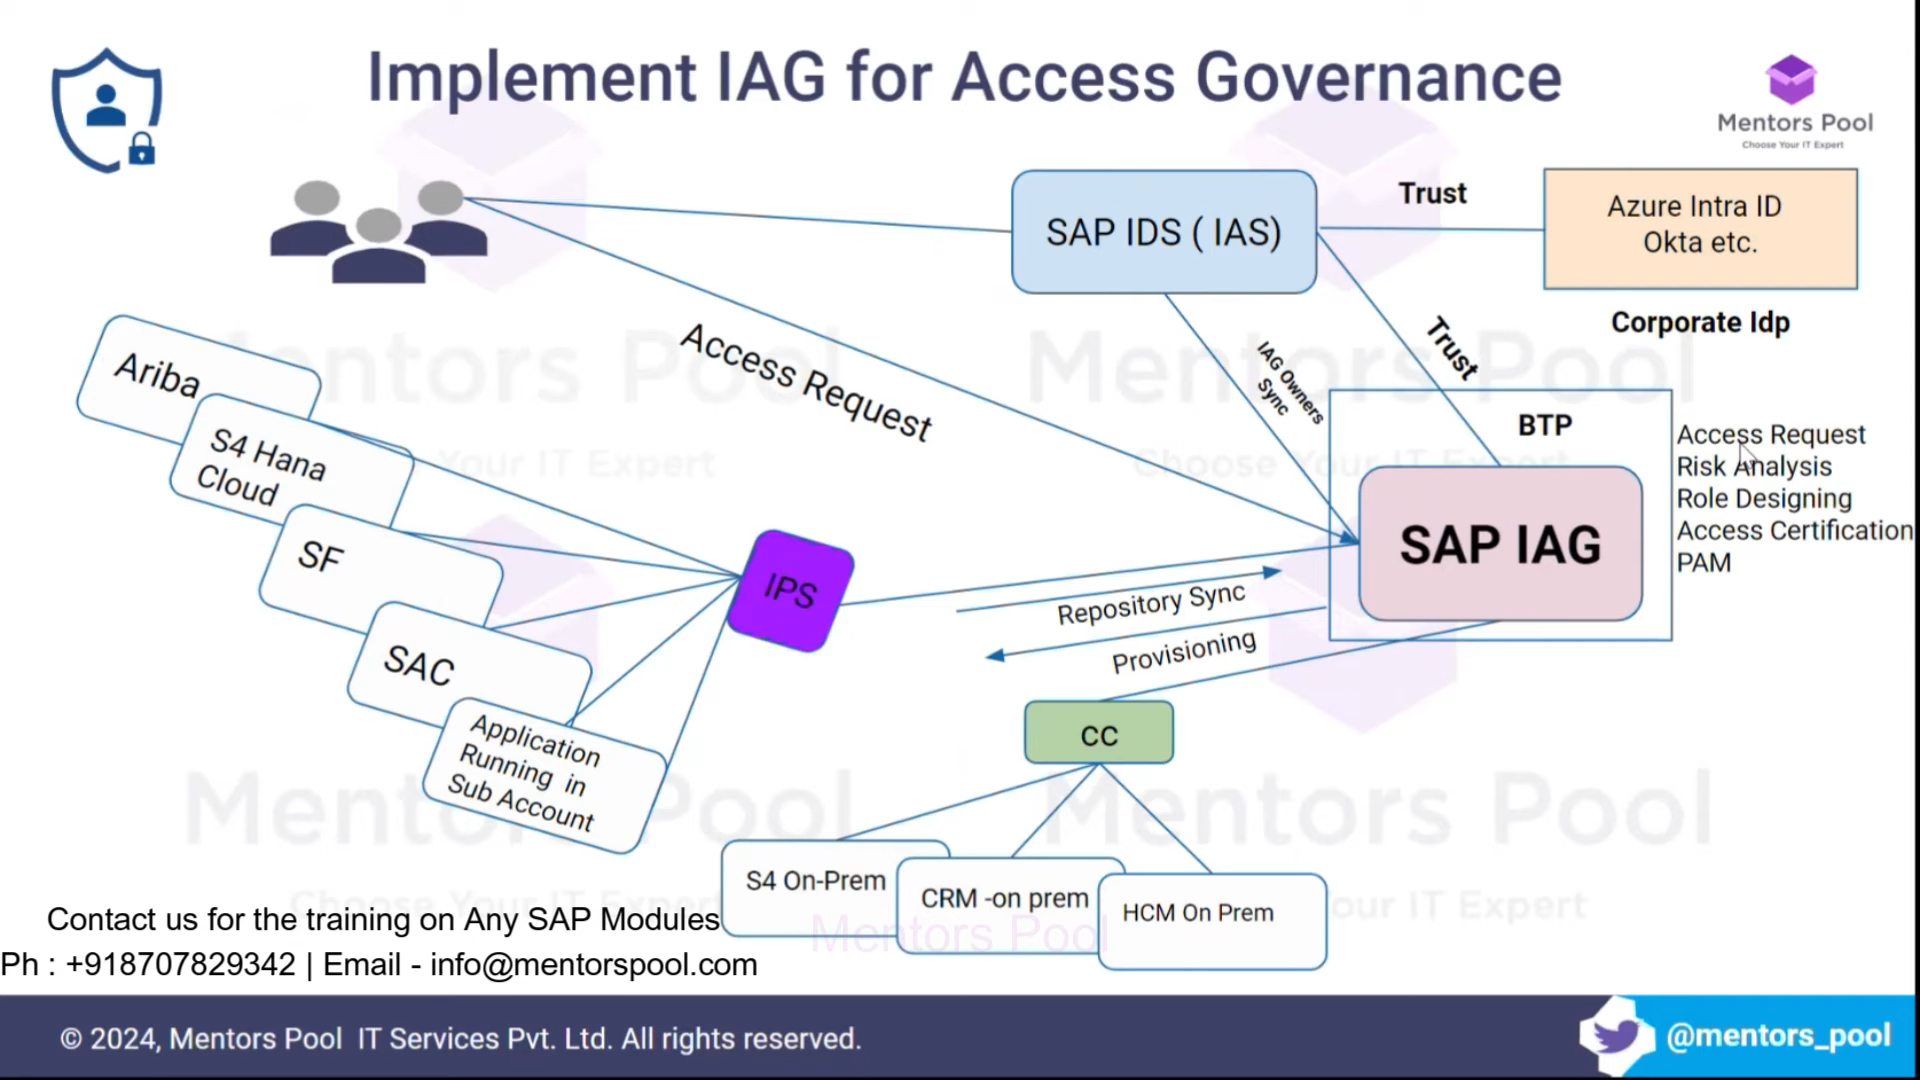 Implement IAG for Access Governance
Mentors Pool
Choose Your IT Expert
SAP IDS ( IAS)
Trust
Azure Intra ID
Okta etc.
Corporate Idp
Access Request
IAG Owners
Sync
Trust
BTP
SAP IAG
Access Request
Risk Analysis
Role Designing
Access Certification
PAM
Ariba
S4 Hana
Cloud
SF
SAC
Application
Running in
Sub Account
IPS
Repository Sync
Provisioning
CC
S4 On-Prem
CRM -on prem
HCM On Prem
Mentors Pool
Contact us for the training on Any SAP Modules
Ph : +918707829342 | Email - info@mentorspool.com
© 2024, Mentors Pool IT Services Pvt. Ltd. All rights reserved.
@mentors_pool